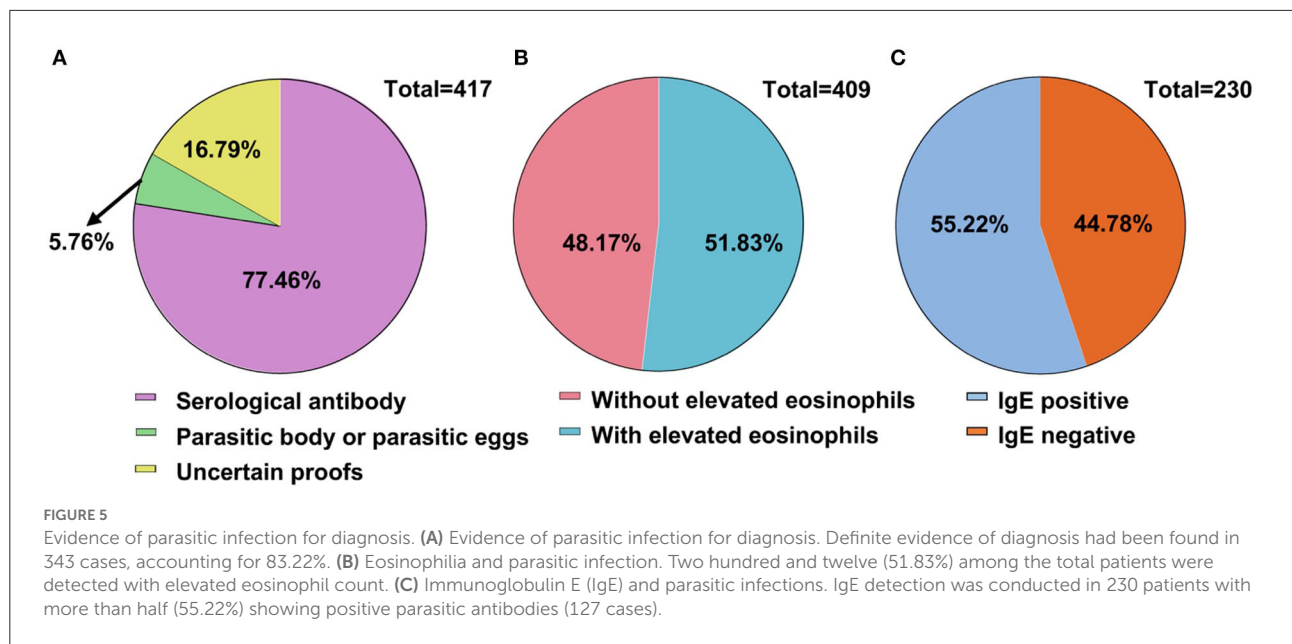 A
Total=417
16.79%
5.76%
77.46%
Serological antibody
Parasitic body or parasitic eggs
Uncertain proofs
B
Total=409
48.17%
51.83%
Without elevated eosinophils
With elevated eosinophils
C
Total=230
55.22%
44.78%
IgE positive
IgE negative
FIGURE 5
Evidence of parasitic infection for diagnosis. (A) Evidence of parasitic infection for diagnosis. Definite evidence of diagnosis had been found in
343 cases, accounting for 83.22%. (B) Eosinophilia and parasitic infection. Two hundred and twelve (51.83%) among the total patients were
detected with elevated eosinophil count. (C) Immunoglobulin E (IgE) and parasitic infections. IgE detection was conducted in 230 patients with
more than half (55.22%) showing positive parasitic antibodies (127 cases).